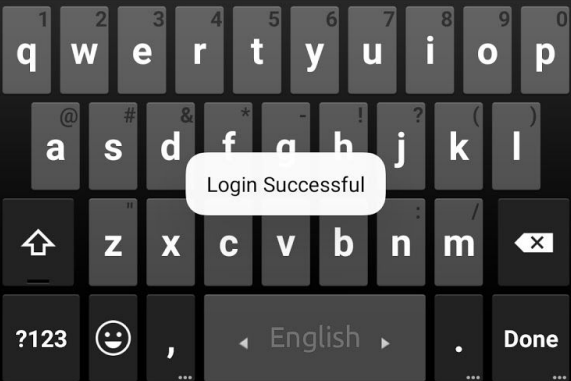 1 2 3 4 5 6 7 8 9 0
q w e r t y u i o p
@ # & * - ! ? ( )
a s d f g h j k l
Login Successful
" : /
z x c v b n m
?123 , English . Done